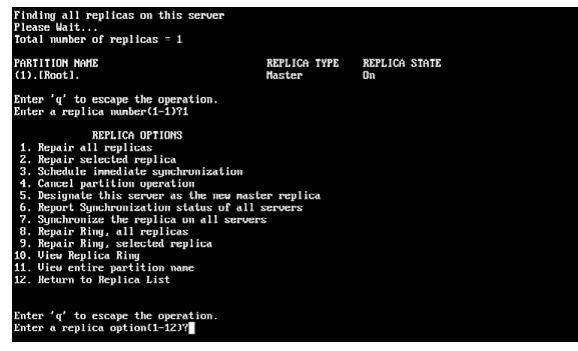 Finding all replicas on this server
Please Wait...
Total number of replicas = 1
PARTITION NAME REPLICA TYPE REPLICA STATE
(1).[Root]. Master On
Enter 'q' to escape the operation.
Enter a replica number(1-1)?1
REPLICA OPTIONS
1. Repair all replicas
2. Repair selected replica
3. Schedule immediate synchronization
4. Cancel partition operation
5. Designate this server as the new master replica
6. Report Synchronization status of all servers
7. Synchronize the replica on all servers
8. Repair Ring, all replicas
9. Repair Ring, selected replica
10. View Replica Ring
11. View entire partition name
12. Return to Replica List
Enter 'q' to escape the operation.
Enter a replica option(1-12)?